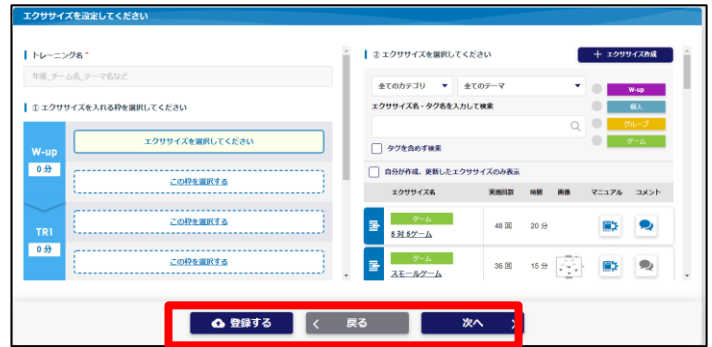 エクササイズを設定してください
トレーニング名 *
年度_チーム名_テーマ名など
① エクササイズを入れる枠を選択してください
W-up
0 分
エクササイズを選択してください
この枠を選択する
TR1
0 分
この枠を選択する
この枠を選択する
② エクササイズを選択してください
＋ エクササイズ作成
全てのカテゴリ ▼ 全てのテーマ ▼
W-up
個人
グループ
ゲーム
エクササイズ名・タグ名を入力して検索
タグを含めず検索
自分が作成、更新したエクササイズのみ表示
エクササイズ名 実施回数 時間 画像 マニュアル コメント
ゲーム
5 対 5ゲーム
48 回 20 分
ゲーム
スモールゲーム
36 回 15 分
登録する
戻る
次へ